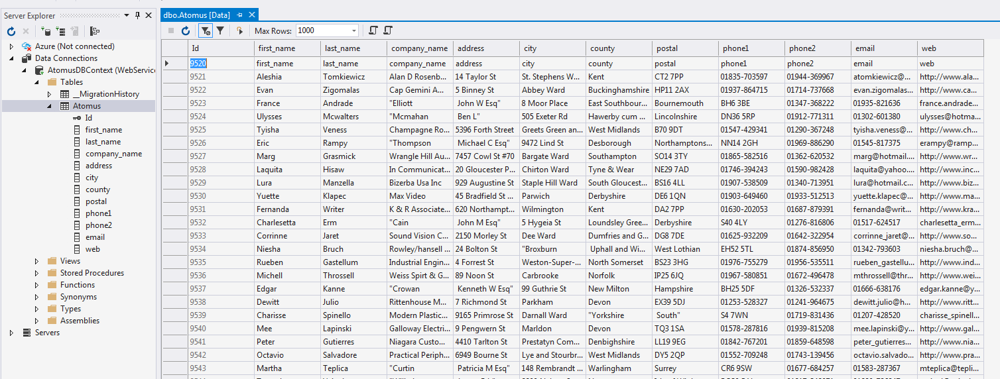 Server Explorer
dbo.Atomus [Data]
Max Rows: 1000
Azure (Not connected)
Data Connections
AtomusDBContext (WebService
Tables
__MigrationHistory
Atomus
Id
first_name
last_name
company_name
address
city
county
postal
phone1
phone2
email
web
Views
Stored Procedures
Functions
Synonyms
Types
Assemblies
Servers
Id first_name last_name company_name address city county postal phone1 phone2 email web
9520 first_name last_name company_name address city county postal phone1 phone2 email web
9521 Aleshia Tomkiewicz Alan D Rosenb... 14 Taylor St St. Stephens W... Kent CT2 7PP 01835-703597 01944-369967 atomkiewicz@... http://www.ala...
9522 Evan Zigomalas Cap Gemini Am... 5 Binney St Abbey Ward Buckinghamshire HP11 2AX 01937-864715 01714-737668 evan.zigomalas... http://www.ca...
9523 France Andrade "Elliott John W Esq" 8 Moor Place East Southbour... Bournemouth BH6 3BE 01347-368222 01935-821636 france.andrade...
9524 Ulysses Mcwalters "Mcmahan Ben L" 505 Exeter Rd Hawerby cum ... Lincolnshire DN36 5RP 01912-771311 01302-601380 ulysses@hotma...
9525 Tyisha Veness Champagne Ro... 5396 Forth Street Greets Green an... West Midlands B70 9DT 01547-429341 01290-367248 tyisha.veness@... http://www.ch...
9526 Eric Rampy "Thompson Michael C Esq" 9472 Lind St Desborough Northamptons... NN14 2GH 01969-886290 01545-817375 erampy@ramp...
9527 Marg Grasmick Wrangle Hill Au... 7457 Cowl St #70 Bargate Ward Southampton SO14 3TY 01865-582516 01362-620532 marg@hotmail.... http://www.wr...
9528 Laquita Hisaw In Communicat... 20 Gloucester P... Chirton Ward Tyne & Wear NE29 7AD 01746-394243 01590-982428 laquita@yahoo.... http://www.inc...
9529 Lura Manzella Bizerba Usa Inc 929 Augustine St Staple Hill Ward South Gloucest... BS16 4LL 01907-538509 01340-713951 lura@hotmail.c... http://www.biz...
9530 Yuette Klapec Max Video 45 Bradfield St ... Parwich Derbyshire DE6 1QN 01903-649460 01933-512513 yuette.klapec@... http://www.ma...
9531 Fernanda Writer K & R Associate... 620 Northampt... Wilmington Kent DA2 7PP 01630-202053 01687-879391 fernanda@writ... http://www.kra...
9532 Charlesetta Erm "Cain John M Esq" 5 Hygeia St Loundsley Gree... Derbyshire S40 4LY 01276-816806 01517-624517 charlesetta_erm...
9533 Corrinne Jaret Sound Vision C... 2150 Morley St Dee Ward Dumfries and G... DG8 7DE 01625-932209 01642-322954 corrinne_jaret@... http://www.so...
9534 Niesha Bruch Rowley/hansell ... 24 Bolton St "Broxburn Uphall and Wi... West Lothian EH52 5TL 01874-856950 01342-793603 niesha.bruch@...
9535 Rueben Gastellum Industrial Engin... 4 Forrest St Weston-Super-... North Somerset BS23 3HG 01976-755279 01956-535511 rueben_gastellu... http://www.ind...
9536 Michell Throssell Weiss Spirt & G... 89 Noon St Carbrooke Norfolk IP25 6JQ 01967-580851 01672-496478 mthrossell@thr... http://www.wei...
9537 Edgar Kanne "Crowan Kenneth W Esq" 99 Guthrie St New Milton Hampshire BH25 5DF 01326-532337 01666-638176 edgar.kanne@y...
9538 Dewitt Julio Rittenhouse M... 7 Richmond St Parkham Devon EX39 5DJ 01253-528327 01241-964675 dewitt.julio@h... http://www.ritt...
9539 Charisse Spinello Modern Plastic... 9165 Primrose St Darnall Ward "Yorkshire South" S4 7WN 01719-831436 01207-428520 charisse_spinell...
9540 Mee Lapinski Galloway Electri... 9 Pengwern St Marldon Devon TQ3 1SA 01578-287816 01939-815208 mee.lapinski@y... http://www.gal...
9541 Peter Gutierres Niagara Custo... 4410 Tarlton St Prestatyn Com... Denbighshire LL19 9EG 01842-767201 01859-648598 peter_gutierres... http://www.nia...
9542 Octavio Salvadore Practical Periph... 6949 Bourne St Lye and Stourbr... West Midlands DY5 2QP 01552-709248 01743-139456 octavio.salvado... http://www.pra...
9543 Martha Teplica "Curtin Patricia M Esq" 148 Rembrandt ... Warlingham Surrey CR6 9SW 01677-684257 01583-287367 mteplica@tepli...